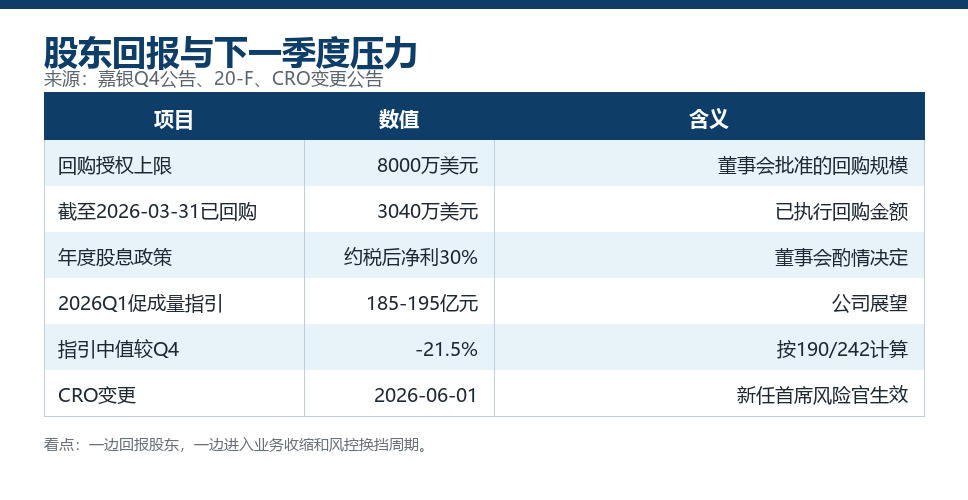 股东回报与下一季度压力
来源：嘉银Q4公告、20-F、CRO变更公告
项目 数值 含义
回购授权上限 8000万美元 董事会批准的回购规模
截至2026-03-31已回购 3040万美元 已执行回购金额
年度股息政策 约税后净利30% 董事会酌情决定
2026Q1促成量指引 185-195亿元 公司展望
指引中值较Q4 -21.5% 按190/242计算
CRO变更 2026-06-01 新任首席风险官生效
看点：一边回报股东，一边进入业务收缩和风控换挡周期。